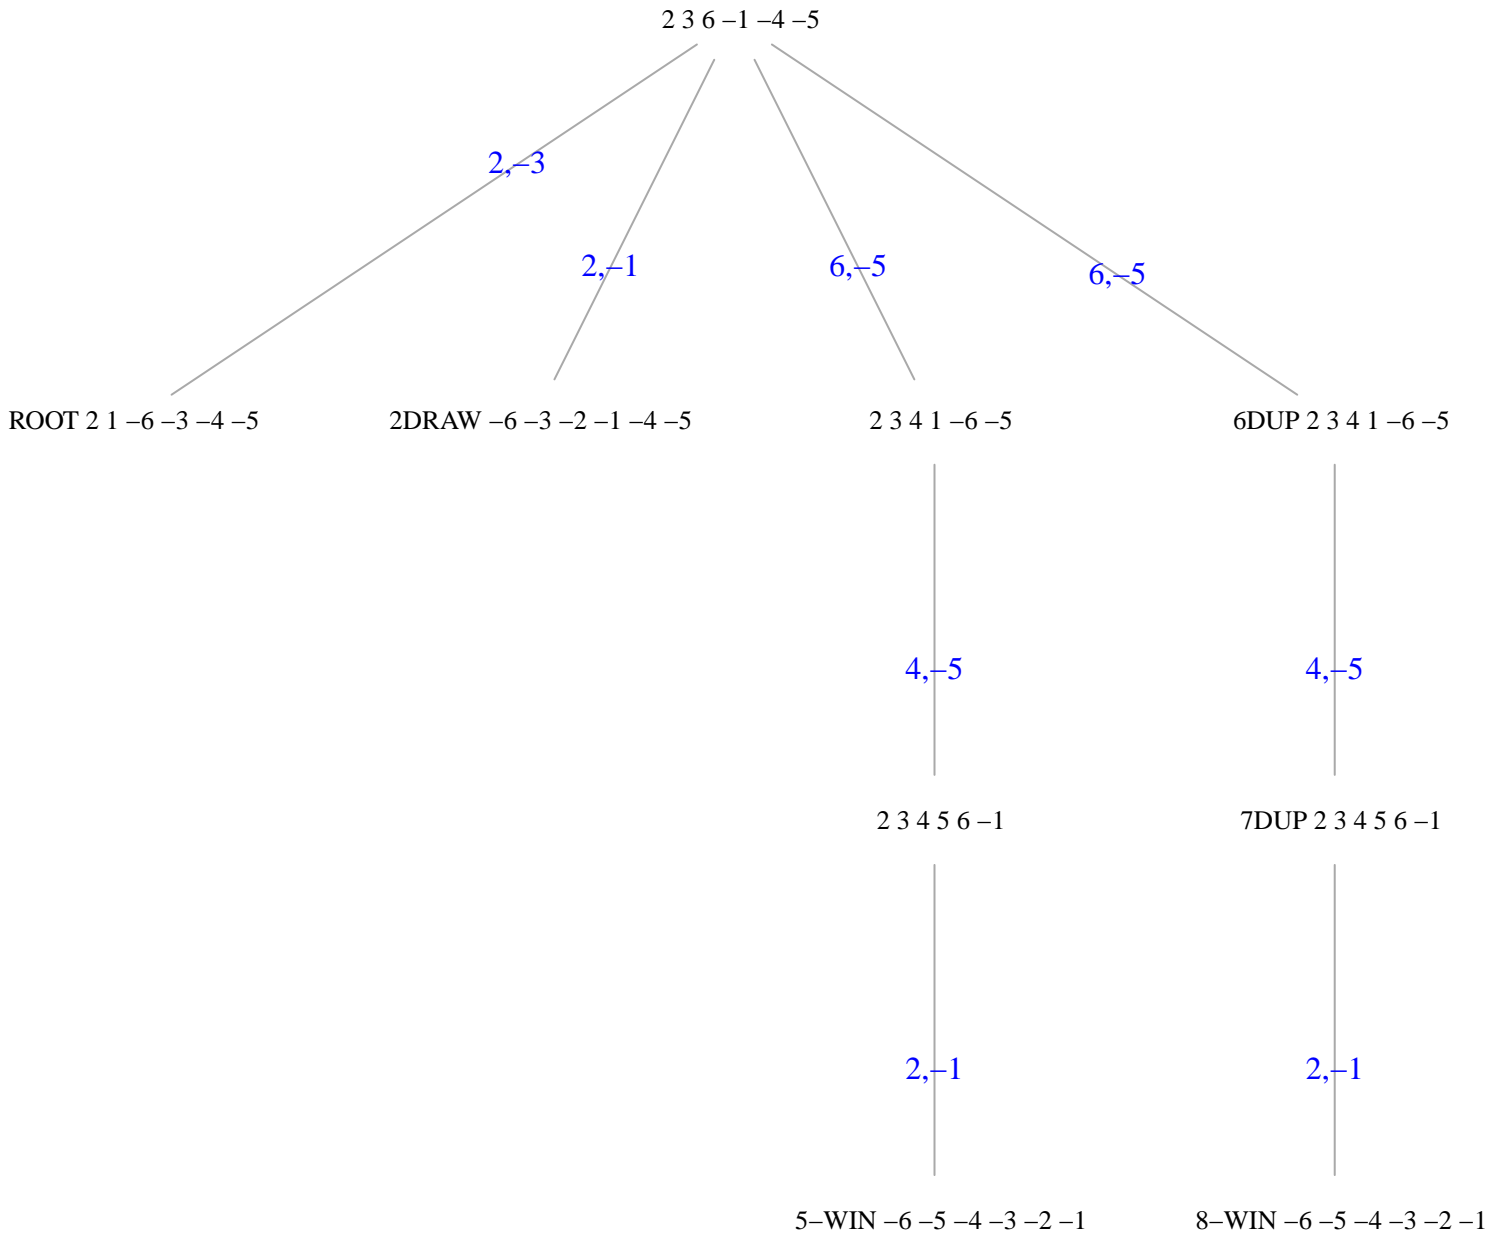 2 3 6 –1 –4 –5
2,–3
2,–1
6,–5
6,–5
ROOT 2 1 –6 –3 –4 –5
2DRAW –6 –3 –2 –1 –4 –5
2 3 4 1 –6 –5
6DUP 2 3 4 1 –6 –5
4,–5
4,–5
2 3 4 5 6 –1
7DUP 2 3 4 5 6 –1
2,–1
2,–1
5–WIN –6 –5 –4 –3 –2 –1
8–WIN –6 –5 –4 –3 –2 –1